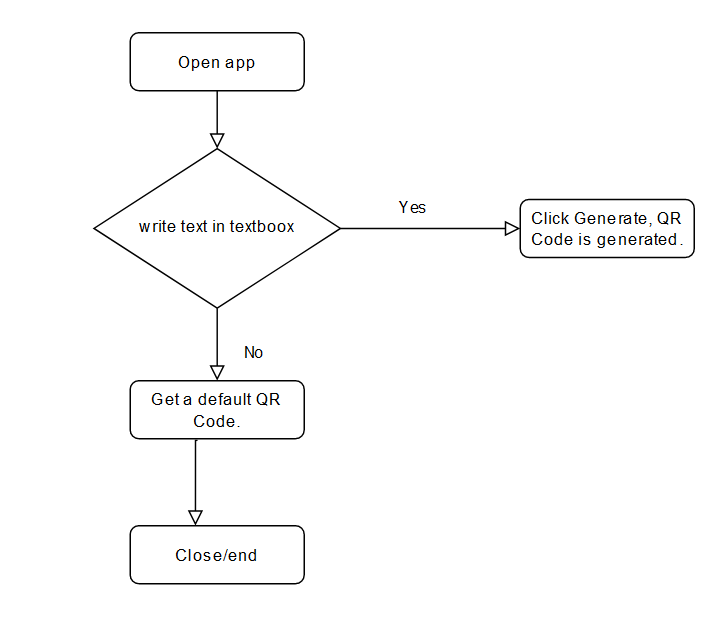 Open app
write text in textboox
Yes
Click Generate, QR
Code is generated.
No
Get a default QR
Code.
Close/end